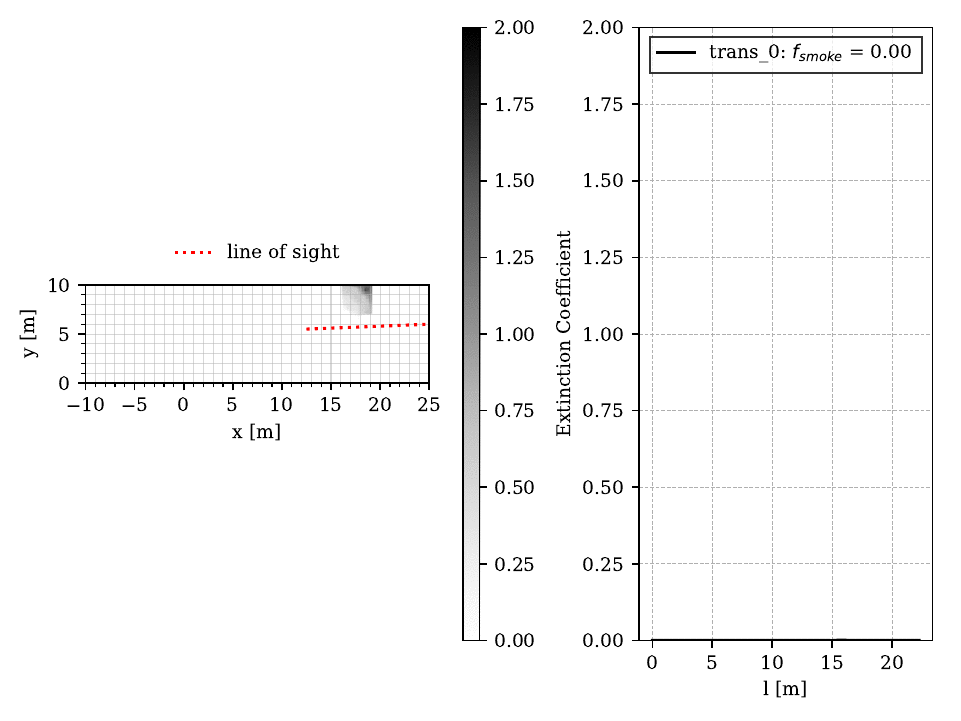 line of sight
10
5
0
y [m]
−10 −5 0 5 10 15 20 25
x [m]
2.00
1.75
1.50
1.25
1.00
0.75
0.50
0.25
0.00
Extinction Coefficient
2.00
1.75
1.50
1.25
1.00
0.75
0.50
0.25
0.00
trans_0: f_smoke = 0.00
0 5 10 15 20
l [m]